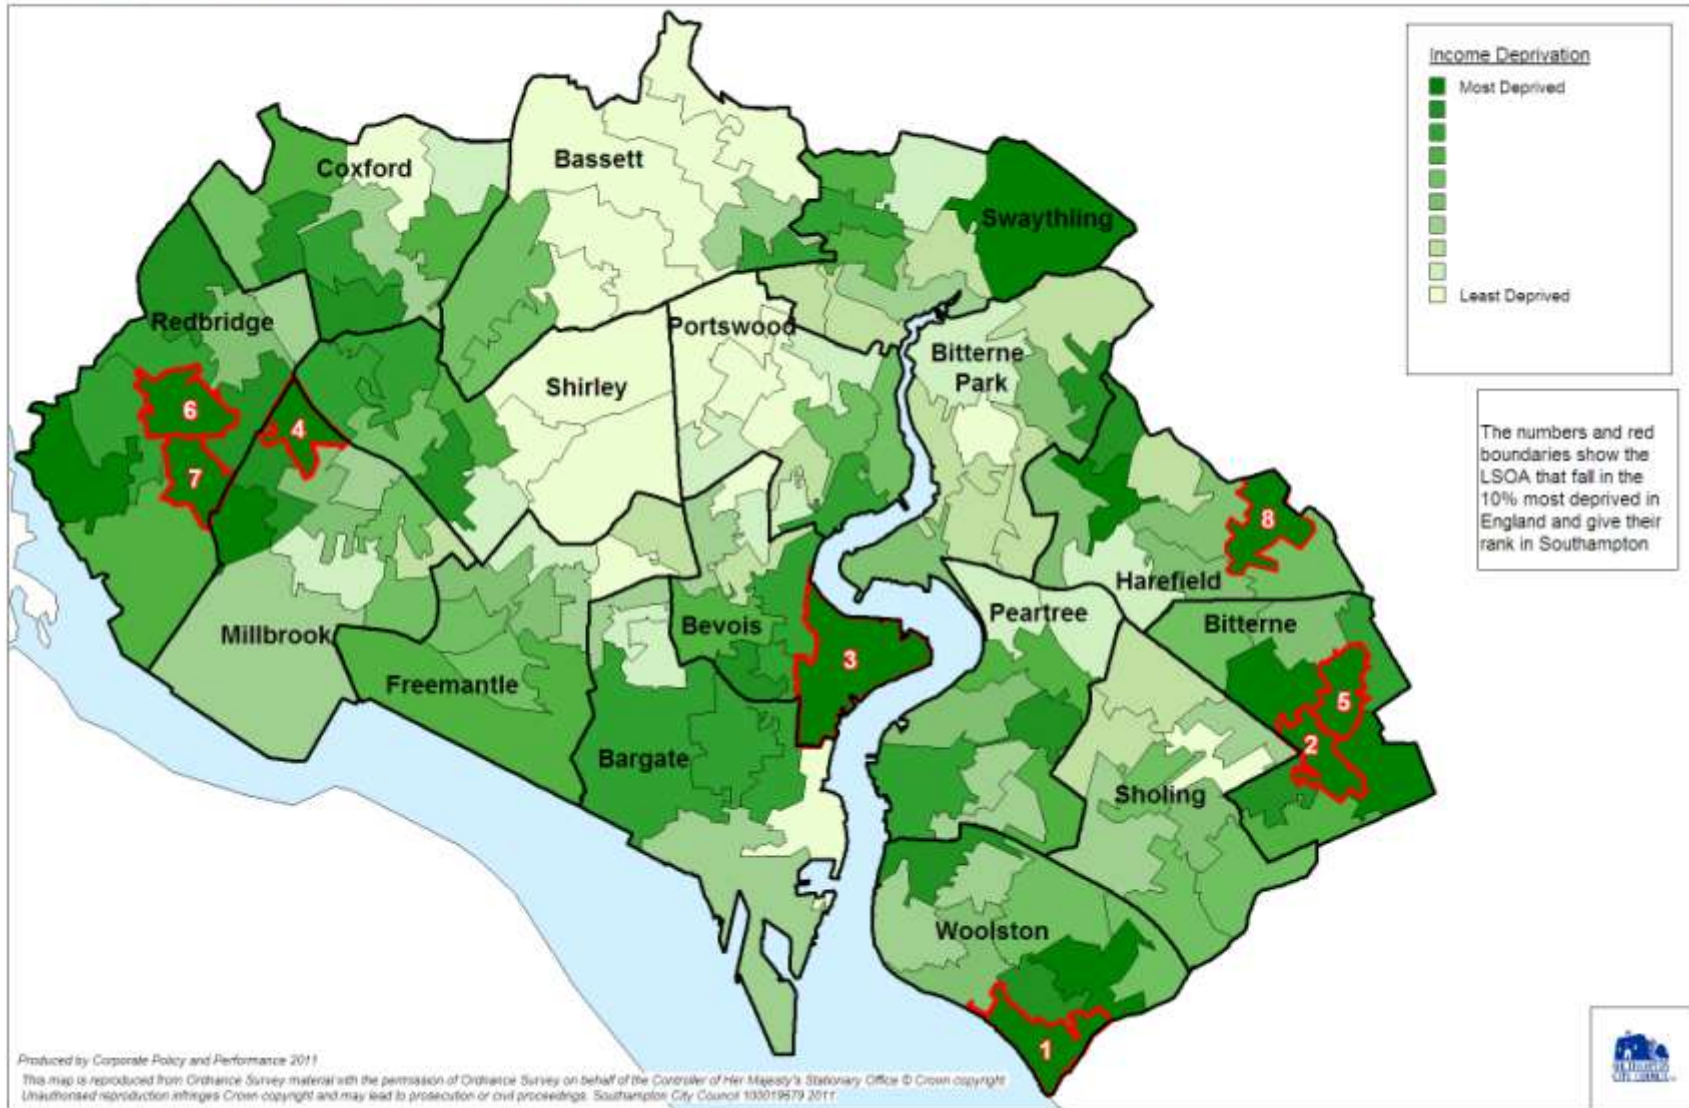 Income Deprivation
Most Deprived
Least Deprived
The numbers and red
boundaries show the
LSOA that fall in the
10% most deprived in
England and give their
rank in Southampton
Coxford
Bassett
Swaythling
Redbridge
Portswood
Bitterne
Park
Shirley
6
4
7
8
Harefield
Peartree
Bitterne
Millbrook
Bevois
3
Freemantle
5
2
Bargate
Sholing
Woolston
1
Produced by Corporate Policy and Performance 2011
This map is reproduced from Ordnance Survey material with the permission of Ordnance Survey on behalf of the Controller of Her Majesty's Stationary Office © Crown copyright
Unauthorised reproduction infringes Crown copyright and may lead to prosecution or civil proceedings. Southampton City Council 100019679 2011
SOUTHAMPTON
CITY COUNCIL